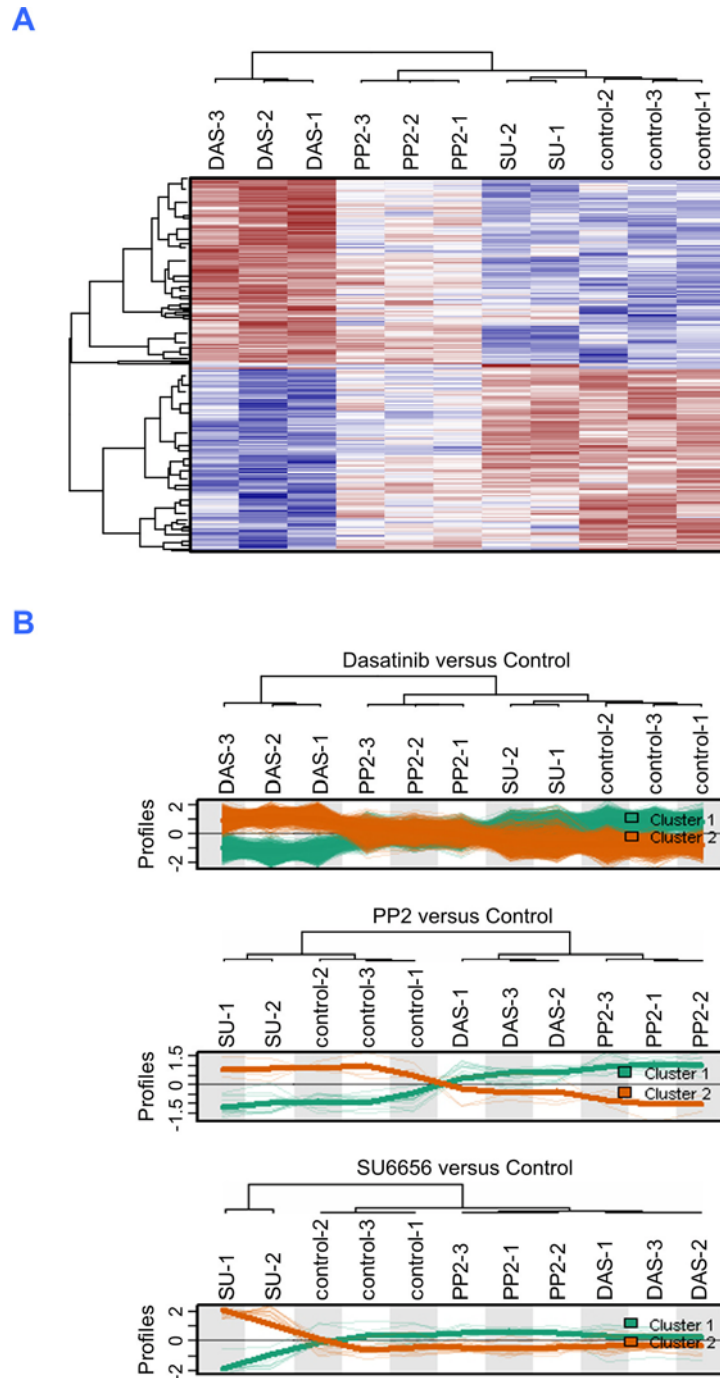 A
DAS-3 DAS-2 DAS-1 PP2-3 PP2-2 PP2-1 SU-2 SU-1 control-2 control-3 control-1
B
Dasatinib versus Control
DAS-3 DAS-2 DAS-1 PP2-3 PP2-2 PP2-1 SU-2 SU-1 control-2 control-3 control-1
Profiles
2
0
-2
Cluster 1
Cluster 2
PP2 versus Control
SU-1 SU-2 control-2 control-3 control-1 DAS-1 DAS-3 DAS-2 PP2-3 PP2-1 PP2-2
Profiles
1.5
0
-1.5
Cluster 1
Cluster 2
SU6656 versus Control
SU-1 SU-2 control-2 control-3 control-1 PP2-3 PP2-1 PP2-2 DAS-1 DAS-3 DAS-2
Profiles
2
0
-2
Cluster 1
Cluster 2